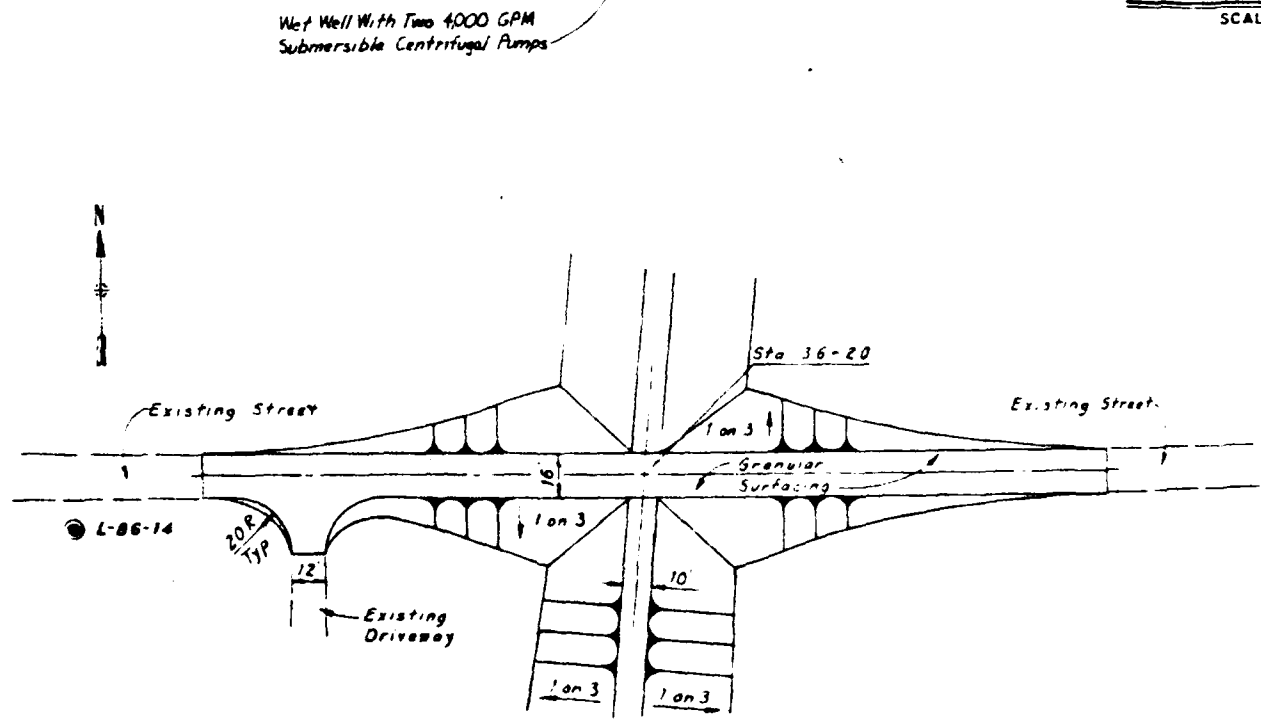 Wet Well With Two 4,000 GPM
Submersible Centrifugal Pumps
SCAL
N
Sta 36-20
Existing Street
Existing Street
1 on 3
Granular
Surfacing
16
L-86-14
1 on 3
20 R
Typ
12'
10'
Existing
Driveway
1 on 3
1 on 3